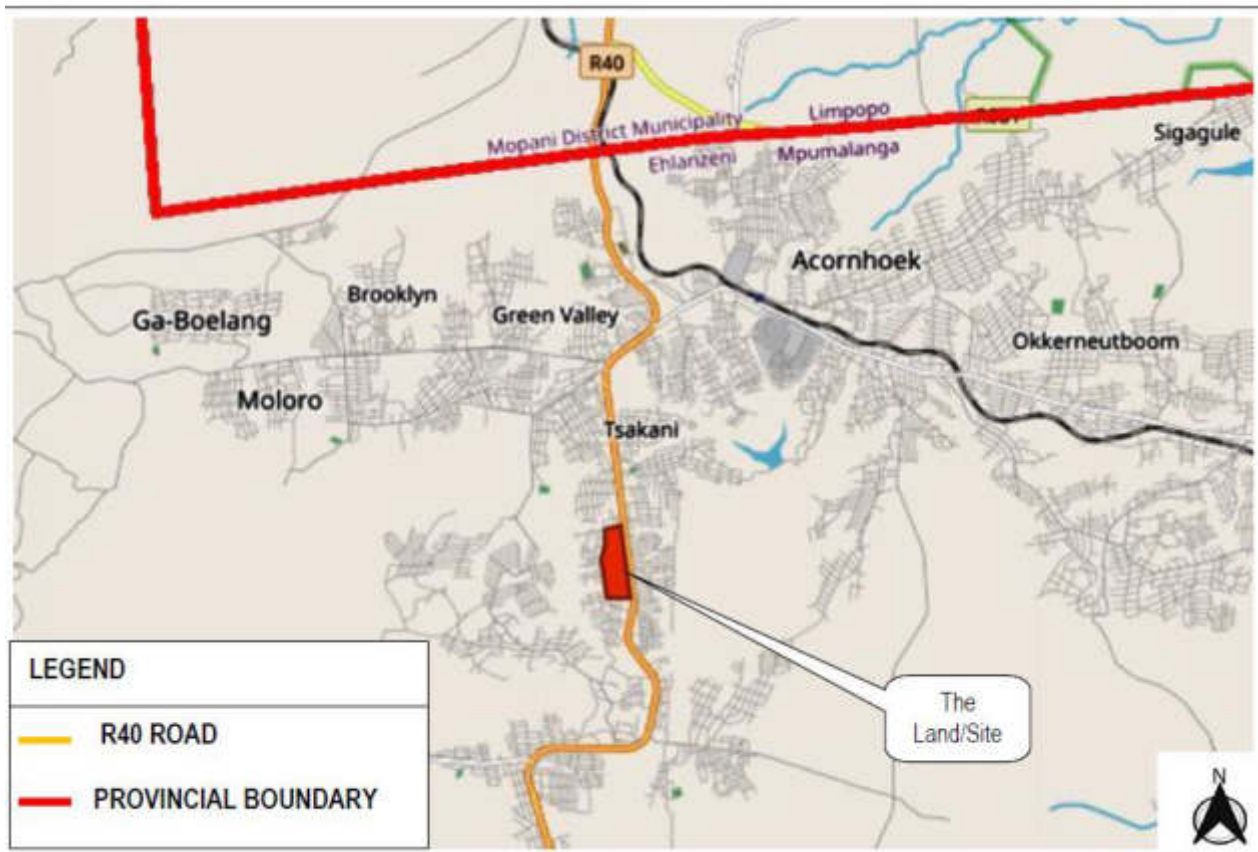 R40
Limpopo
Mopani District Municipality
Sigagule
Ehlanzeni
Mpumalanga
Acornhoek
Brooklyn
Green Valley
Ga-Boelang
Okkerneutboom
Moloro
Tsakani
The
Land/Site
LEGEND
R40 ROAD
PROVINCIAL BOUNDARY
N